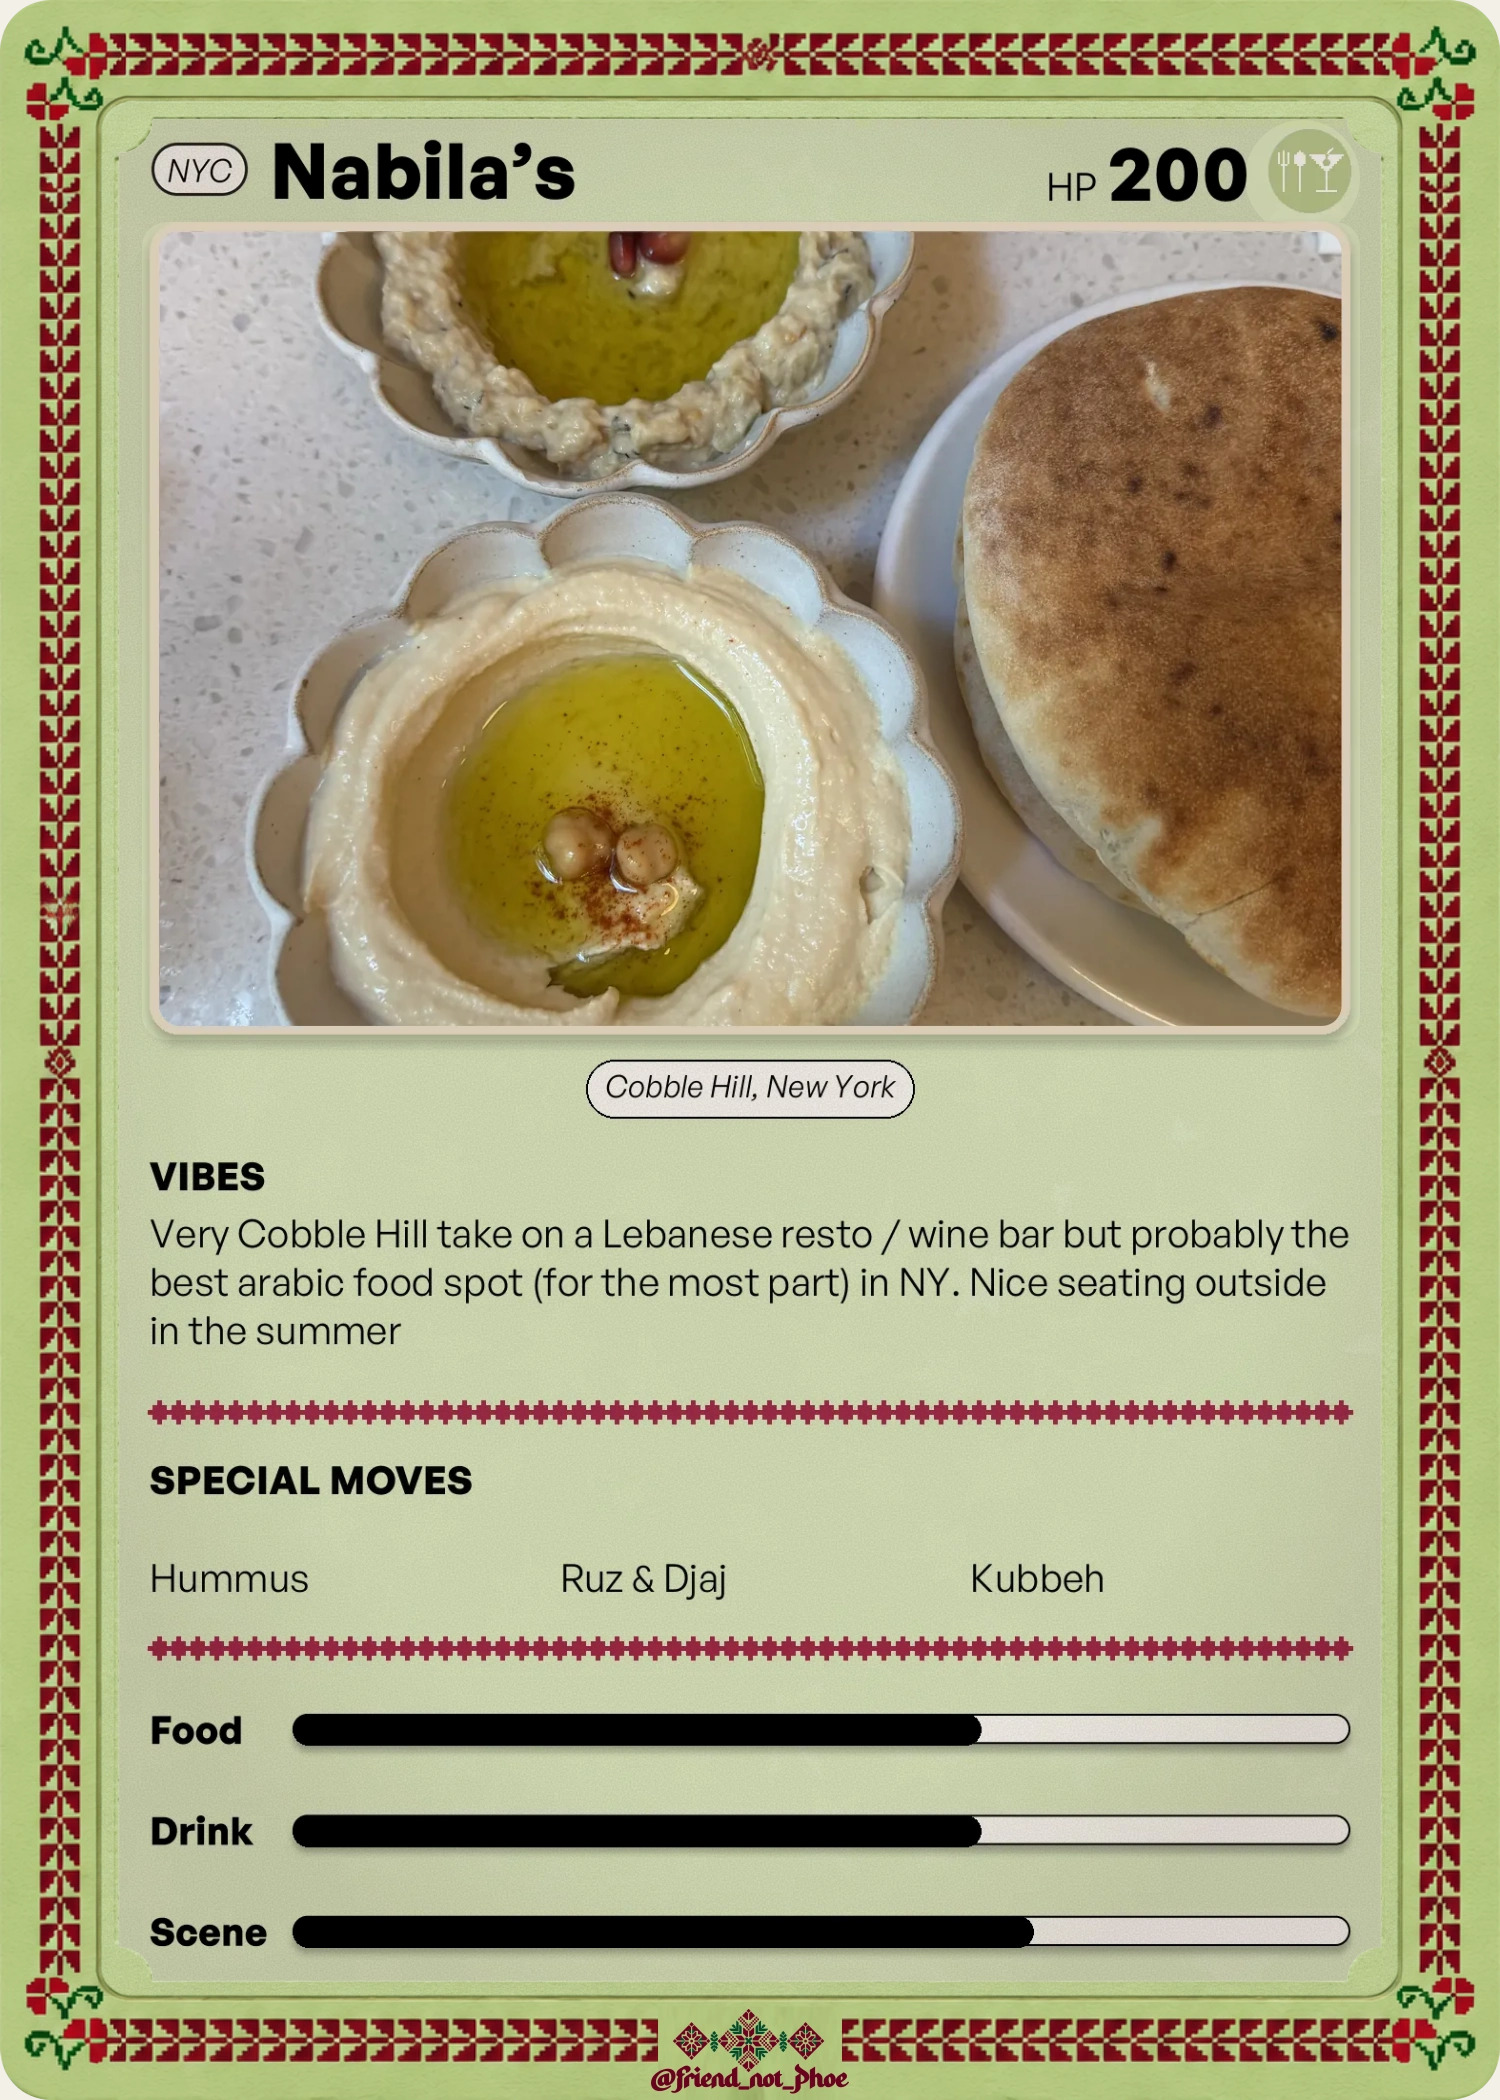 NYC Nabila's HP 200
Cobble Hill, New York
VIBES
Very Cobble Hill take on a Lebanese resto / wine bar but probably the
best arabic food spot (for the most part) in NY. Nice seating outside
in the summer
SPECIAL MOVES
Hummus Ruz & Djaj Kubbeh
Food
Drink
Scene
@friend_not_phoe